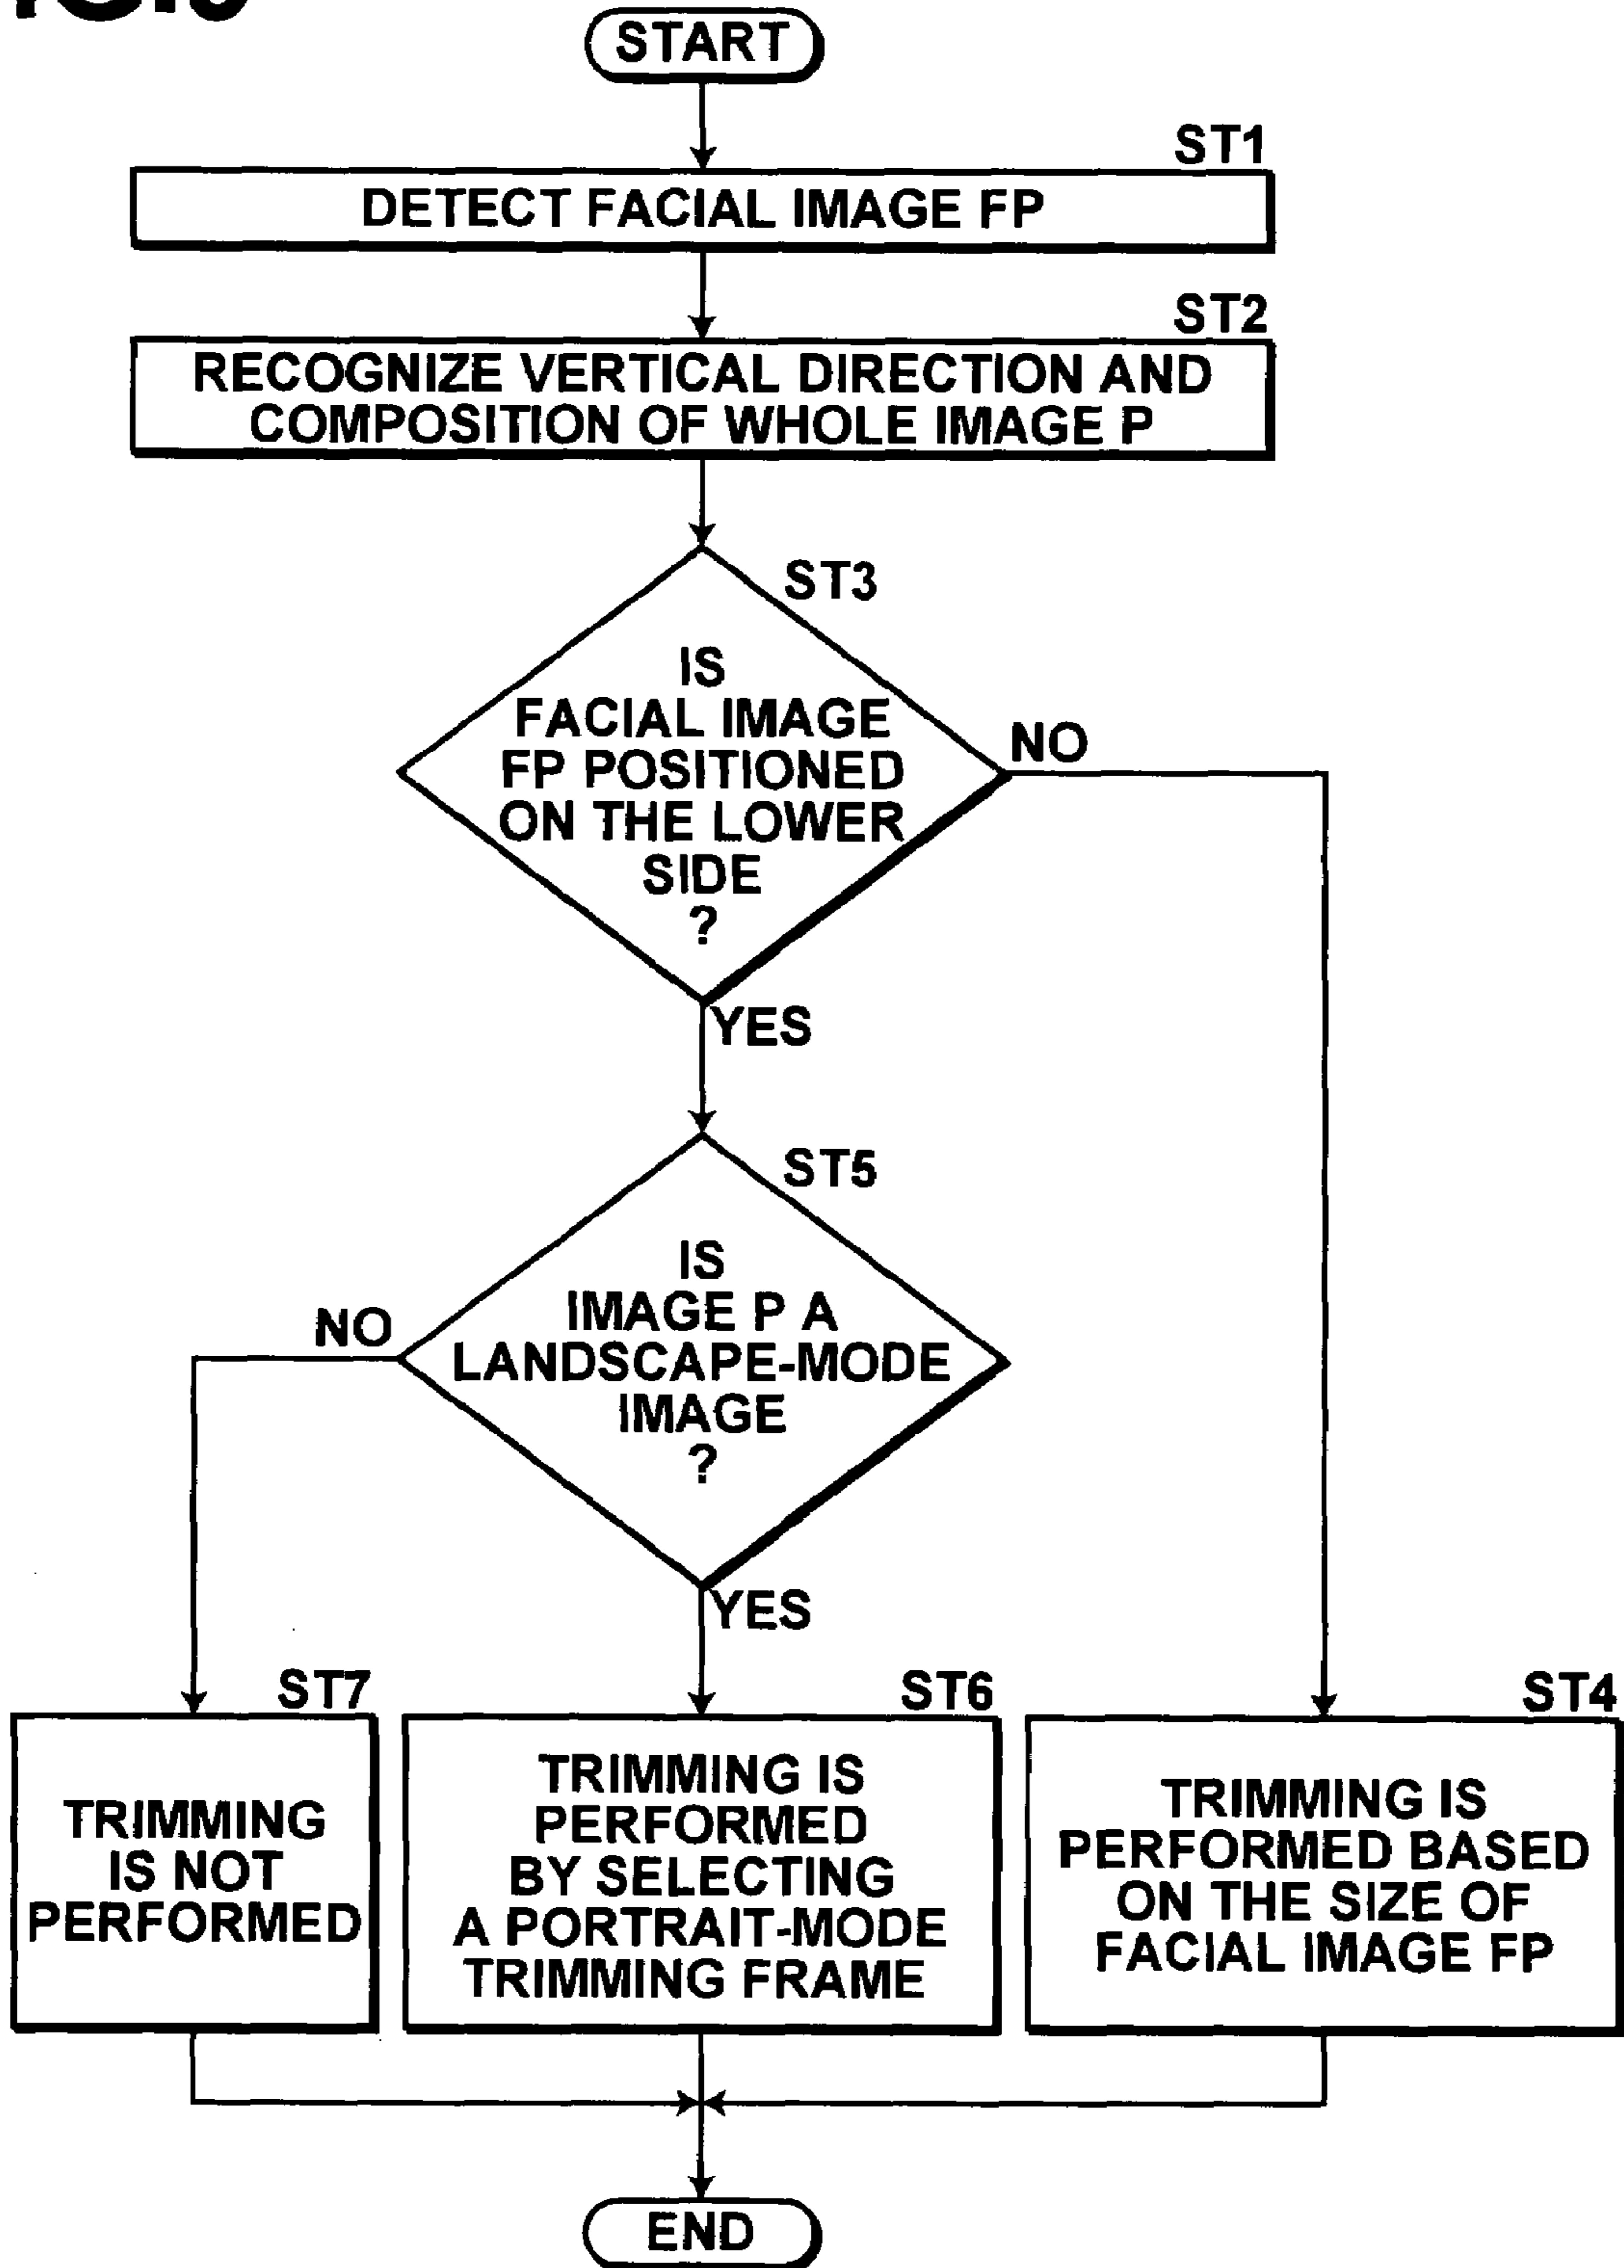 START
ST1
DETECT FACIAL IMAGE FP
ST2
RECOGNIZE VERTICAL DIRECTION AND
COMPOSITION OF WHOLE IMAGE P
ST3
IS
FACIAL IMAGE
FP POSITIONED
ON THE LOWER
SIDE
?
NO
YES
ST5
IS
IMAGE P A
LANDSCAPE-MODE
IMAGE
?
NO
YES
ST7
TRIMMING
IS NOT
PERFORMED
ST6
TRIMMING IS
PERFORMED
BY SELECTING
A PORTRAIT-MODE
TRIMMING FRAME
ST4
TRIMMING IS
PERFORMED BASED
ON THE SIZE OF
FACIAL IMAGE FP
END